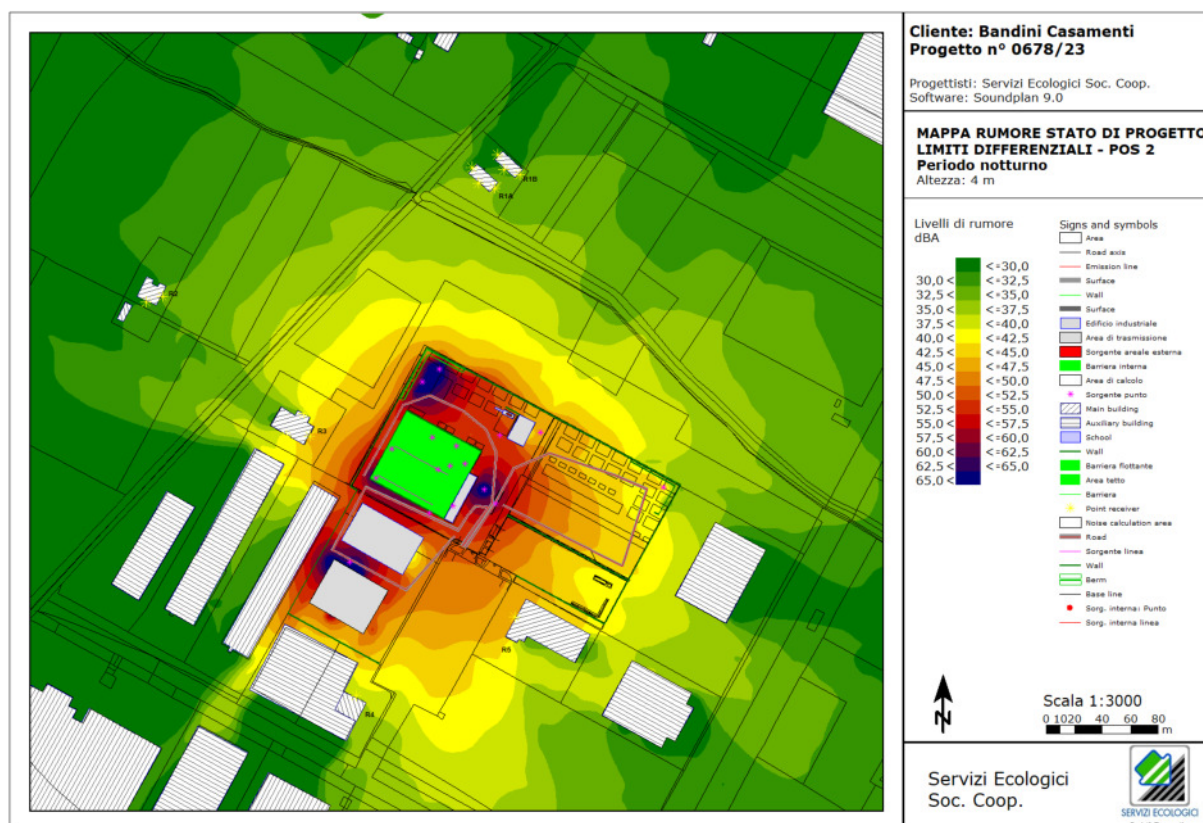 Cliente: Bandini Casamenti
Progetto n° 0678/23
Progettisti: Servizi Ecologici Soc. Coop.
Software: Soundplan 9.0
MAPPA RUMORE STATO DI PROGETTO
LIMITI DIFFERENZIALI - POS 2
Periodo notturno
Altezza: 4 m
Livelli di rumore
dBA
<=30,0
30,0 < <=32,5
32,5 < <=35,0
35,0 < <=37,5
37,5 < <=40,0
40,0 < <=42,5
42,5 < <=45,0
45,0 < <=47,5
47,5 < <=50,0
50,0 < <=52,5
52,5 < <=55,0
55,0 < <=57,5
57,5 < <=60,0
60,0 < <=62,5
62,5 < <=65,0
65,0 <
Signs and symbols
Area
Road axis
Emission line
Surface
Wall
Surface
Edificio industriale
Area di trasmissione
Sorgente areale esterna
Barriera interna
Area di calcolo
Sorgente punto
Main building
Auxiliary building
School
Wall
Barriera flottante
Area tetto
Barriera
Point receiver
Noise calculation area
Road
Sorgente linea
Wall
Berm
Base line
Sorg. interna: Punto
Sorg. interna linea
R1B
R1A
R2
R3
R5
R4
N
Scala 1:3000
0 10 20 40 60 80
m
Servizi Ecologici
Soc. Coop.
SERVIZI ECOLOGICI